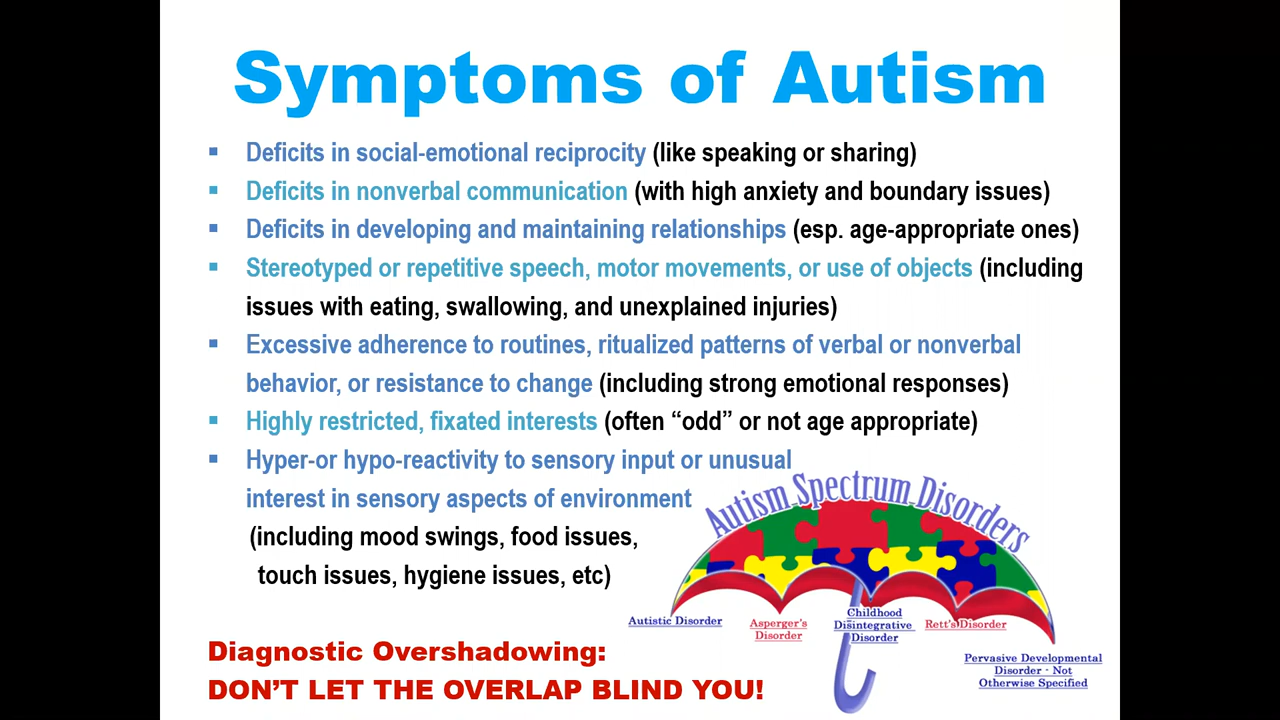 Symptoms of Autism
▪ Deficits in social-emotional reciprocity (like speaking or sharing)
▪ Deficits in nonverbal communication (with high anxiety and boundary issues)
▪ Deficits in developing and maintaining relationships (esp. age-appropriate ones)
▪ Stereotyped or repetitive speech, motor movements, or use of objects (including
issues with eating, swallowing, and unexplained injuries)
▪ Excessive adherence to routines, ritualized patterns of verbal or nonverbal
behavior, or resistance to change (including strong emotional responses)
▪ Highly restricted, fixated interests (often “odd” or not age appropriate)
▪ Hyper-or hypo-reactivity to sensory input or unusual
interest in sensory aspects of environment
(including mood swings, food issues,
touch issues, hygiene issues, etc)
Autism Spectrum Disorders
Autistic Disorder
Asperger's
Disorder
Childhood
Disintegrative
Disorder
Rett's Disorder
Pervasive Developmental
Disorder - Not
Otherwise Specified
Diagnostic Overshadowing:
DON’T LET THE OVERLAP BLIND YOU!